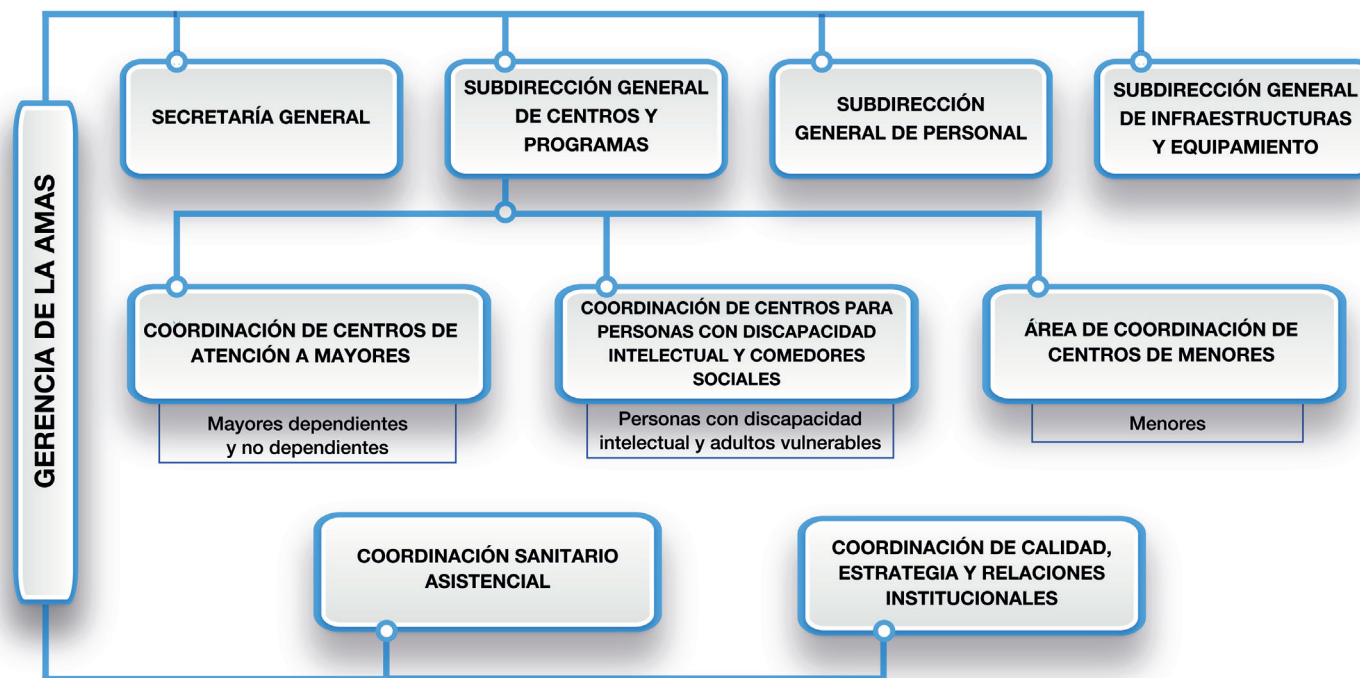 GERENCIA DE LA AMAS
SECRETARÍA GENERAL
SUBDIRECCIÓN GENERAL
DE CENTROS Y
PROGRAMAS
SUBDIRECCIÓN
GENERAL DE PERSONAL
SUBDIRECCIÓN GENERAL
DE INFRAESTRUCTURAS
Y EQUIPAMIENTO
COORDINACIÓN DE CENTROS DE
ATENCIÓN A MAYORES
Mayores dependientes
y no dependientes
COORDINACIÓN DE CENTROS PARA
PERSONAS CON DISCAPACIDAD
INTELECTUAL Y COMEDORES
SOCIALES
Personas con discapacidad
intelectual y adultos vulnerables
ÁREA DE COORDINACIÓN DE
CENTROS DE MENORES
Menores
COORDINACIÓN SANITARIO
ASISTENCIAL
COORDINACIÓN DE CALIDAD,
ESTRATEGIA Y RELACIONES
INSTITUCIONALES